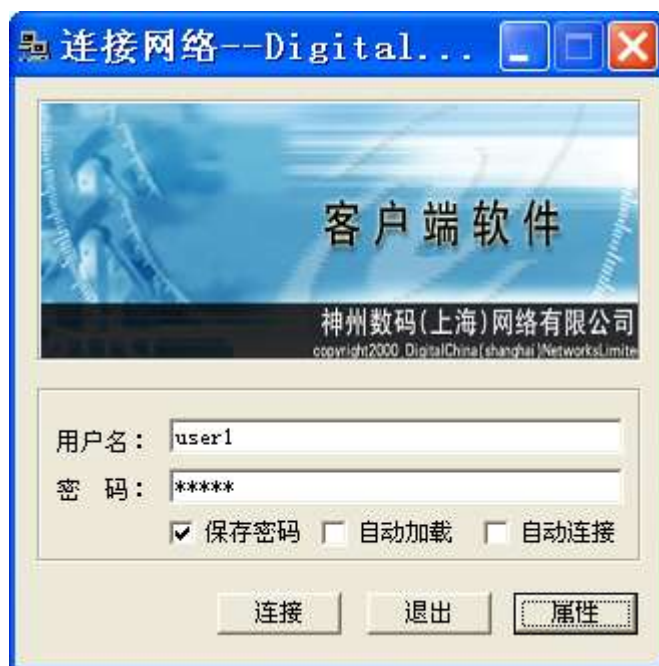 连接网络--Digital...
客户端软件
神州数码(上海)网络有限公司
copyright2000 DigitalChina(shanghai)NetworksLimite
用户名: user1
密 码: *****
保存密码 自动加载 自动连接
连接 退出 属性